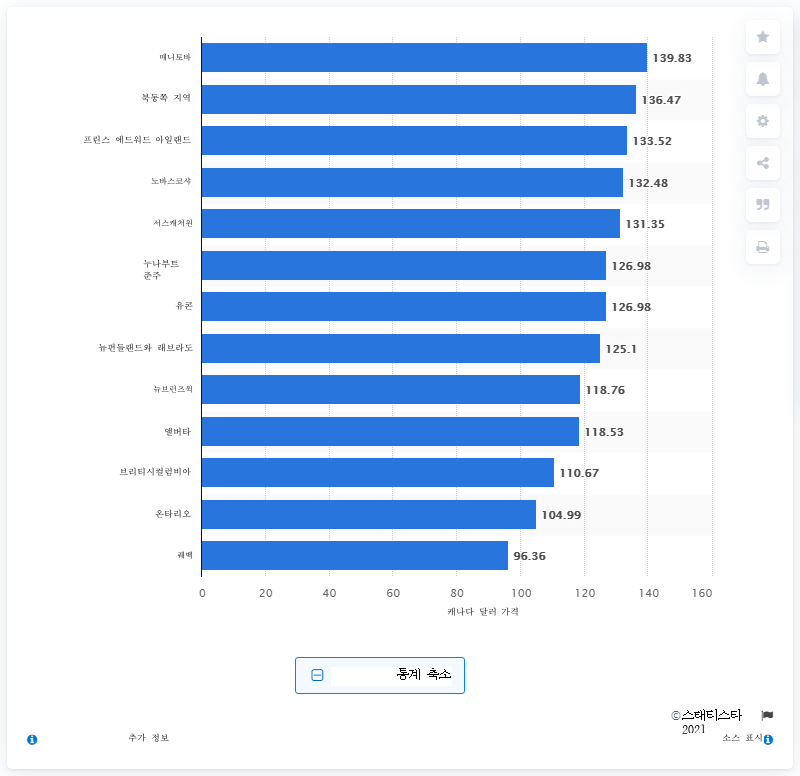 매니토바
139.83
북동쪽 지역
136.47
프린스 에드워드 아일랜드
133.52
노바스코샤
132.48
서스캐처원
131.35
누나부트
준주
126.98
유콘
126.98
뉴펀들랜드와 래브라도
125.1
뉴브런즈윅
118.76
앨버타
118.53
브리티시컬럼비아
110.67
온타리오
104.99
퀘백
96.36
0 20 40 60 80 100 120 140 160
캐나다 달러 가격
통계 축소
©스태티스타
2021
추가 정보
소스 표시